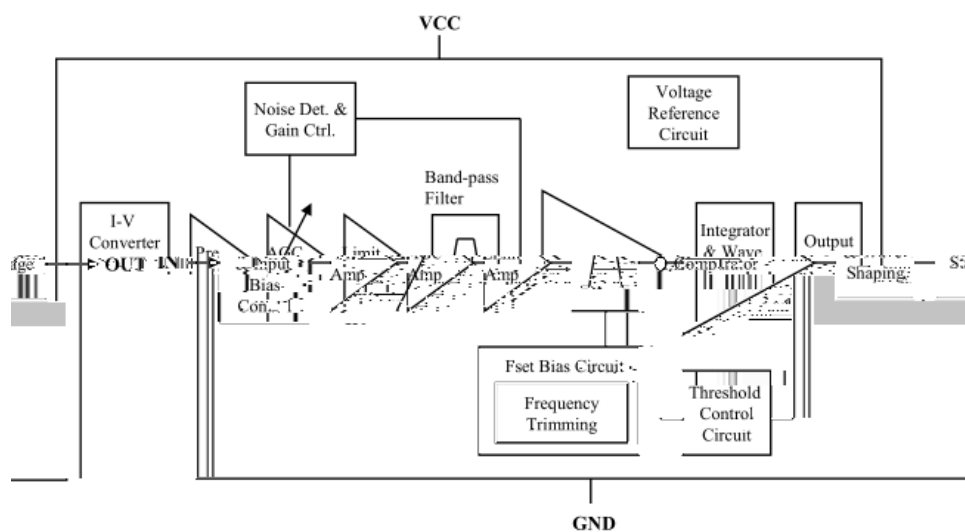 VCC
Noise Det. &
Gain Ctrl.
Voltage
Reference
Circuit
Band-pass
Filter
I-V
Converter
Integrator
& Wave
Output
Pre
AGC
Limit
OUT
IN
Input
Bias
Amp
Amp
Amp
Comparator
Shaping
Fset Bias Circuit
Frequency
Trimming
Threshold
Control
Circuit
GND